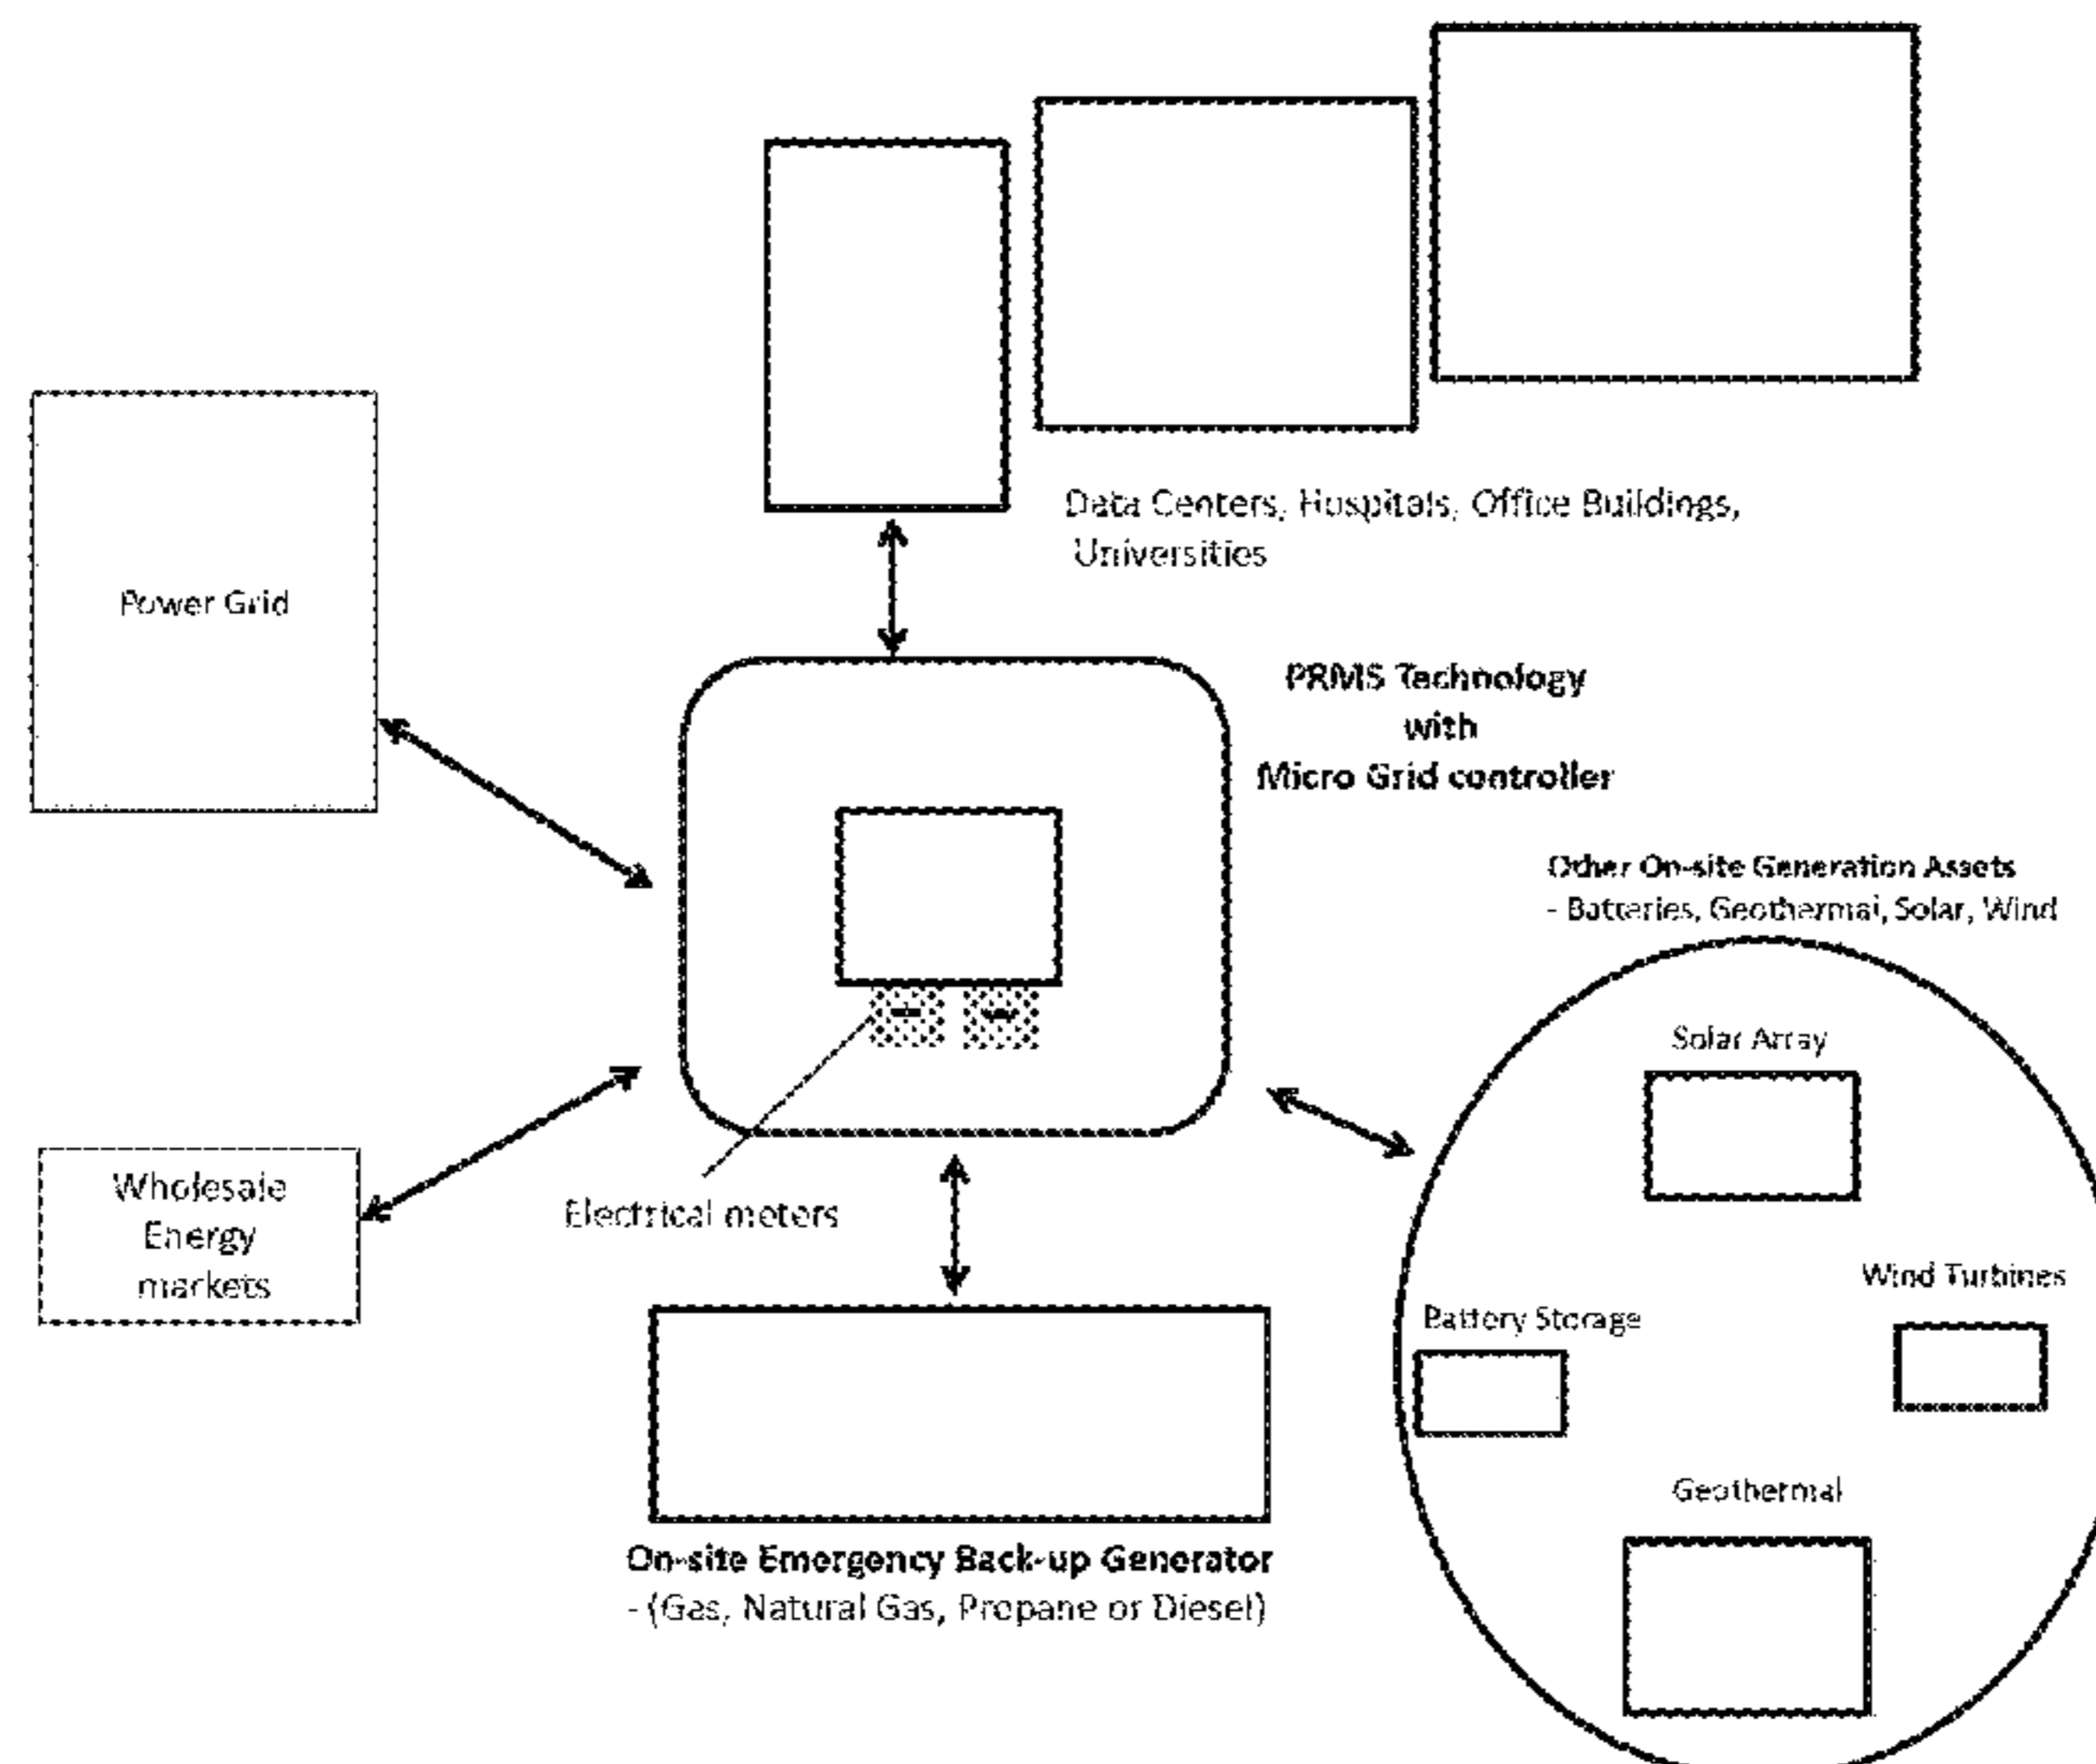 Data Centers, Hospitals, Office Buildings,
Universities
Power Grid
PRMS Technology
with
Micro Grid controller
Other On-site Generation Assets
- Batteries, Geothermal, Solar, Wind
Solar Array
Wholesale
Energy
markets
Electrical meters
Wind Turbines
Battery Storage
Geothermal
On-site Emergency Back-up Generator
- (Gas, Natural Gas, Propane or Diesel)